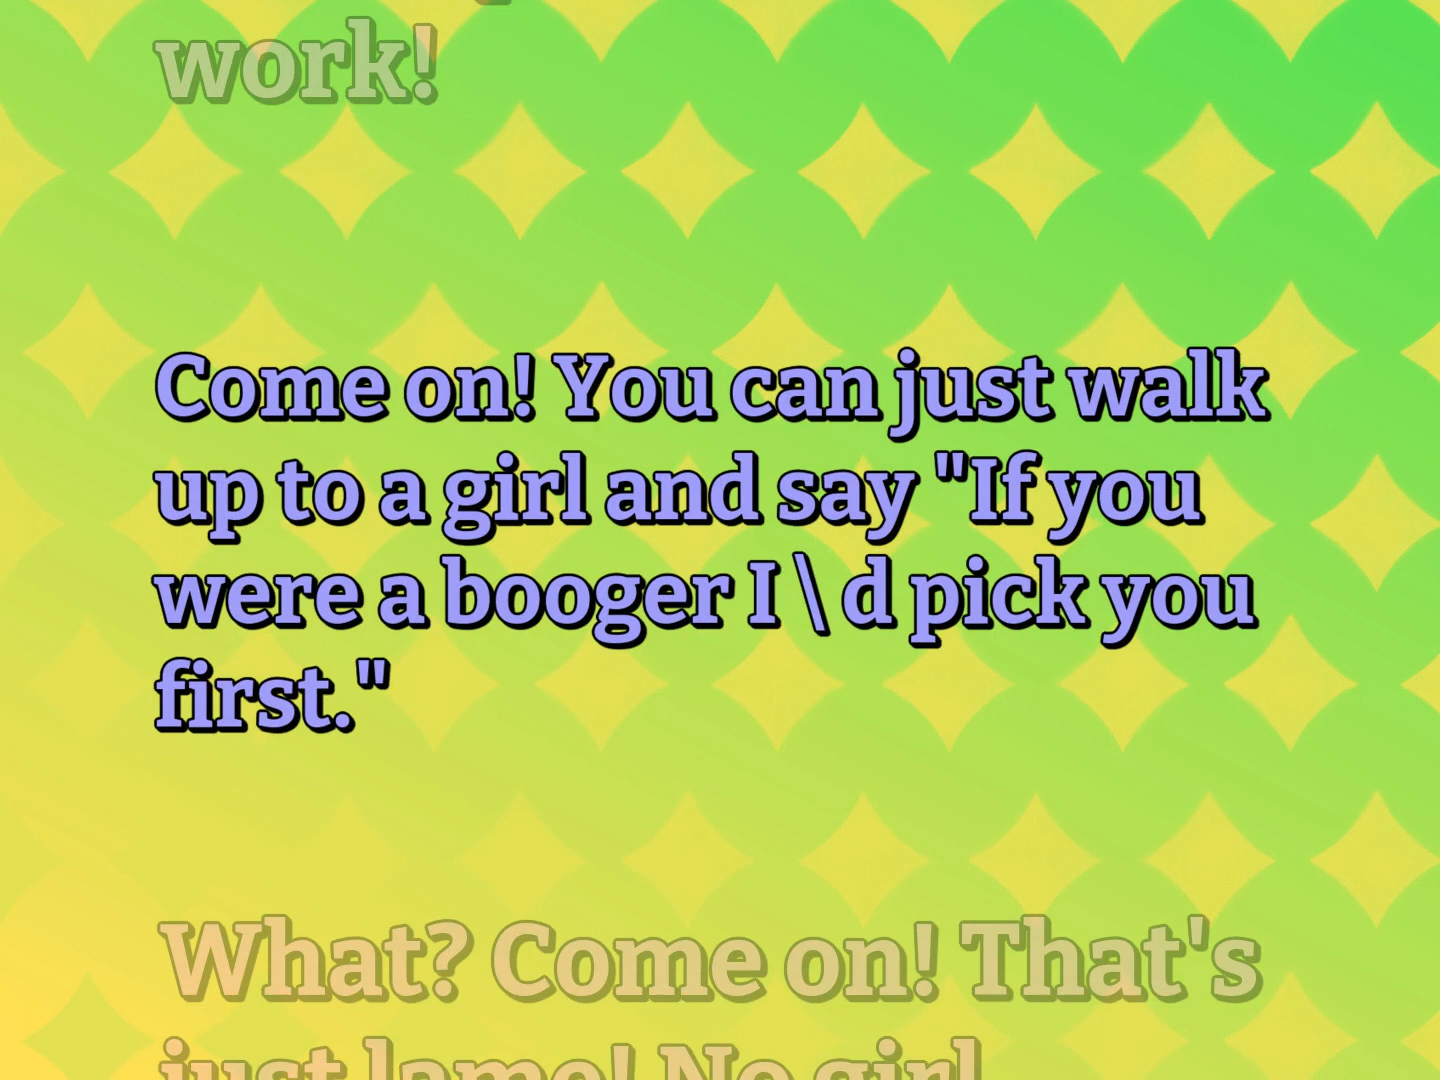 work!
Come on! You can just walk
up to a girl and say "If you
were a booger I \ d pick you
first."
What? Come on! That's
just lame! No girl